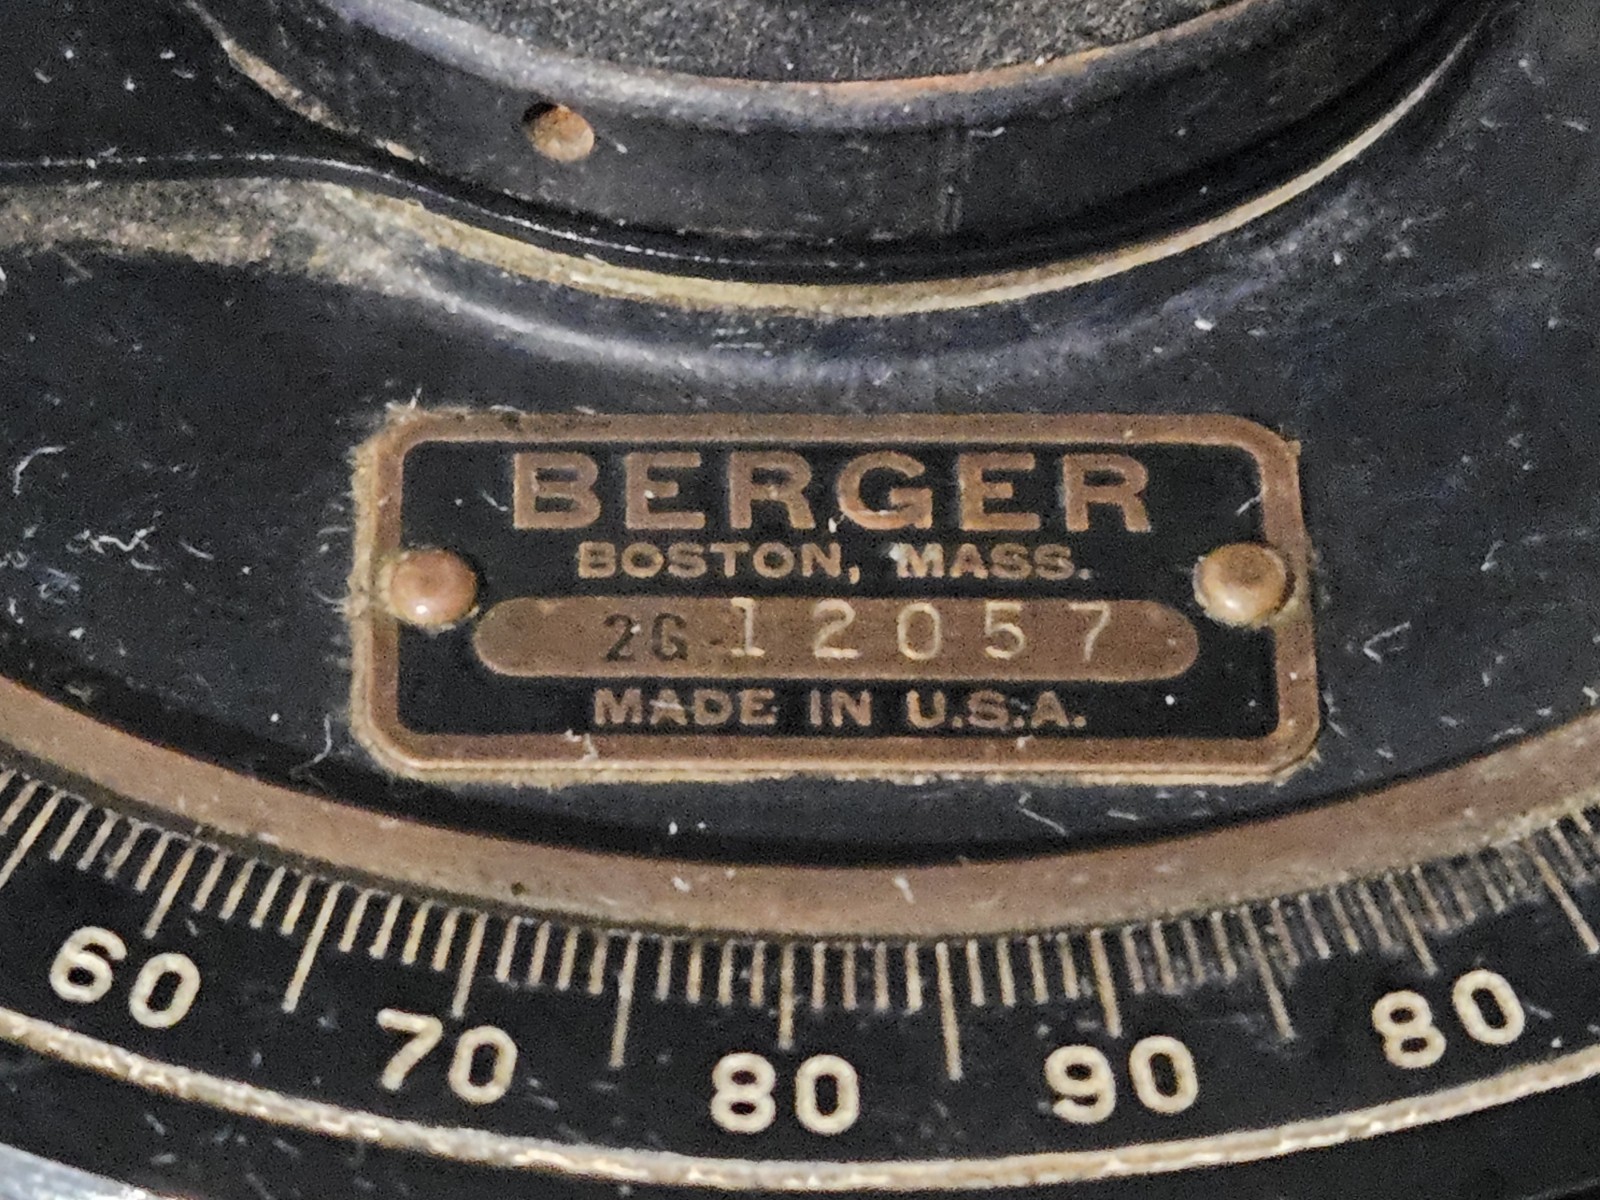 BERGER
BOSTON, MASS.
2G 12057
MADE IN U.S.A.
60 70 80 90 80